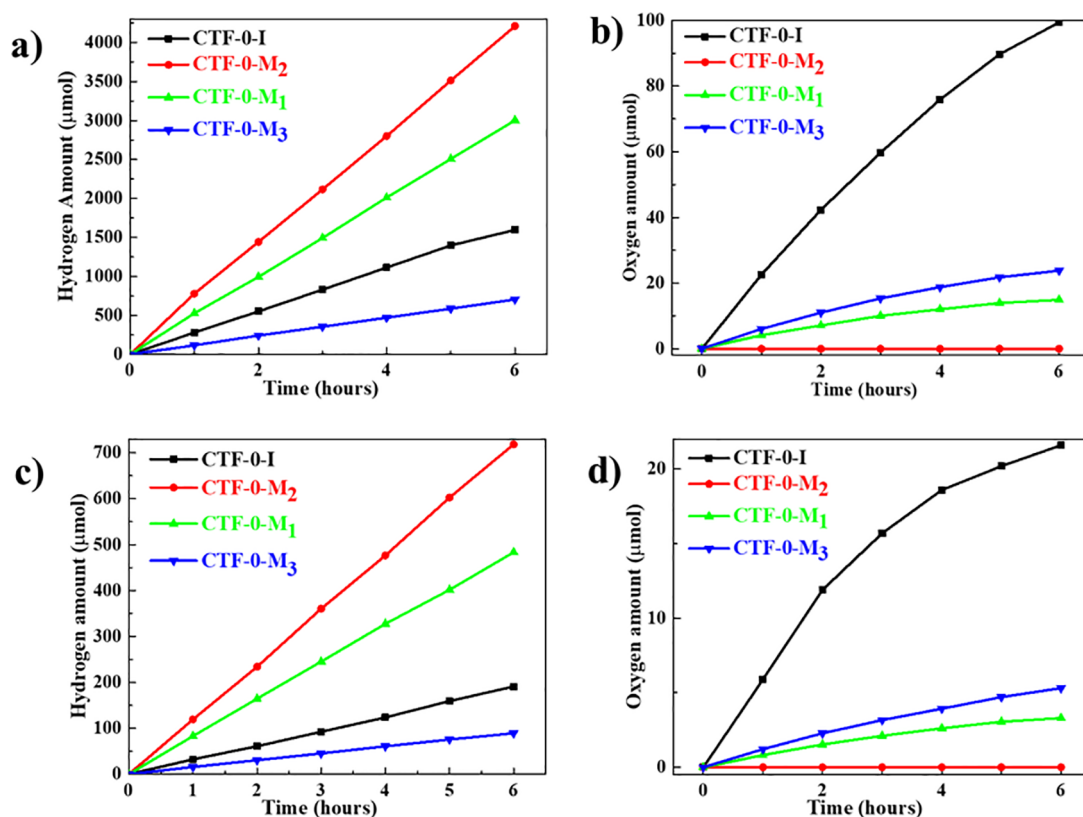 a)
CTF-0-I
CTF-0-M2
CTF-0-M1
CTF-0-M3
Hydrogen Amount (μmol)
4000
3750
3000
2500
2000
1500
1000
500
0
0 1 2 3 4 5 6
Time (hours)
b)
CTF-0-I
CTF-0-M2
CTF-0-M1
CTF-0-M3
Oxygen amount (μmol)
100
80
60
40
20
0
0 2 4 6
Time (hours)
c)
CTF-0-I
CTF-0-M2
CTF-0-M1
CTF-0-M3
Hydrogen amount (μmol)
700
600
500
400
300
200
100
0
0 1 2 3 4 5 6
Time (hours)
d)
CTF-0-I
CTF-0-M2
CTF-0-M1
CTF-0-M3
Oxygen amount (μmol)
20
10
0
0 2 4 6
Time (hours)